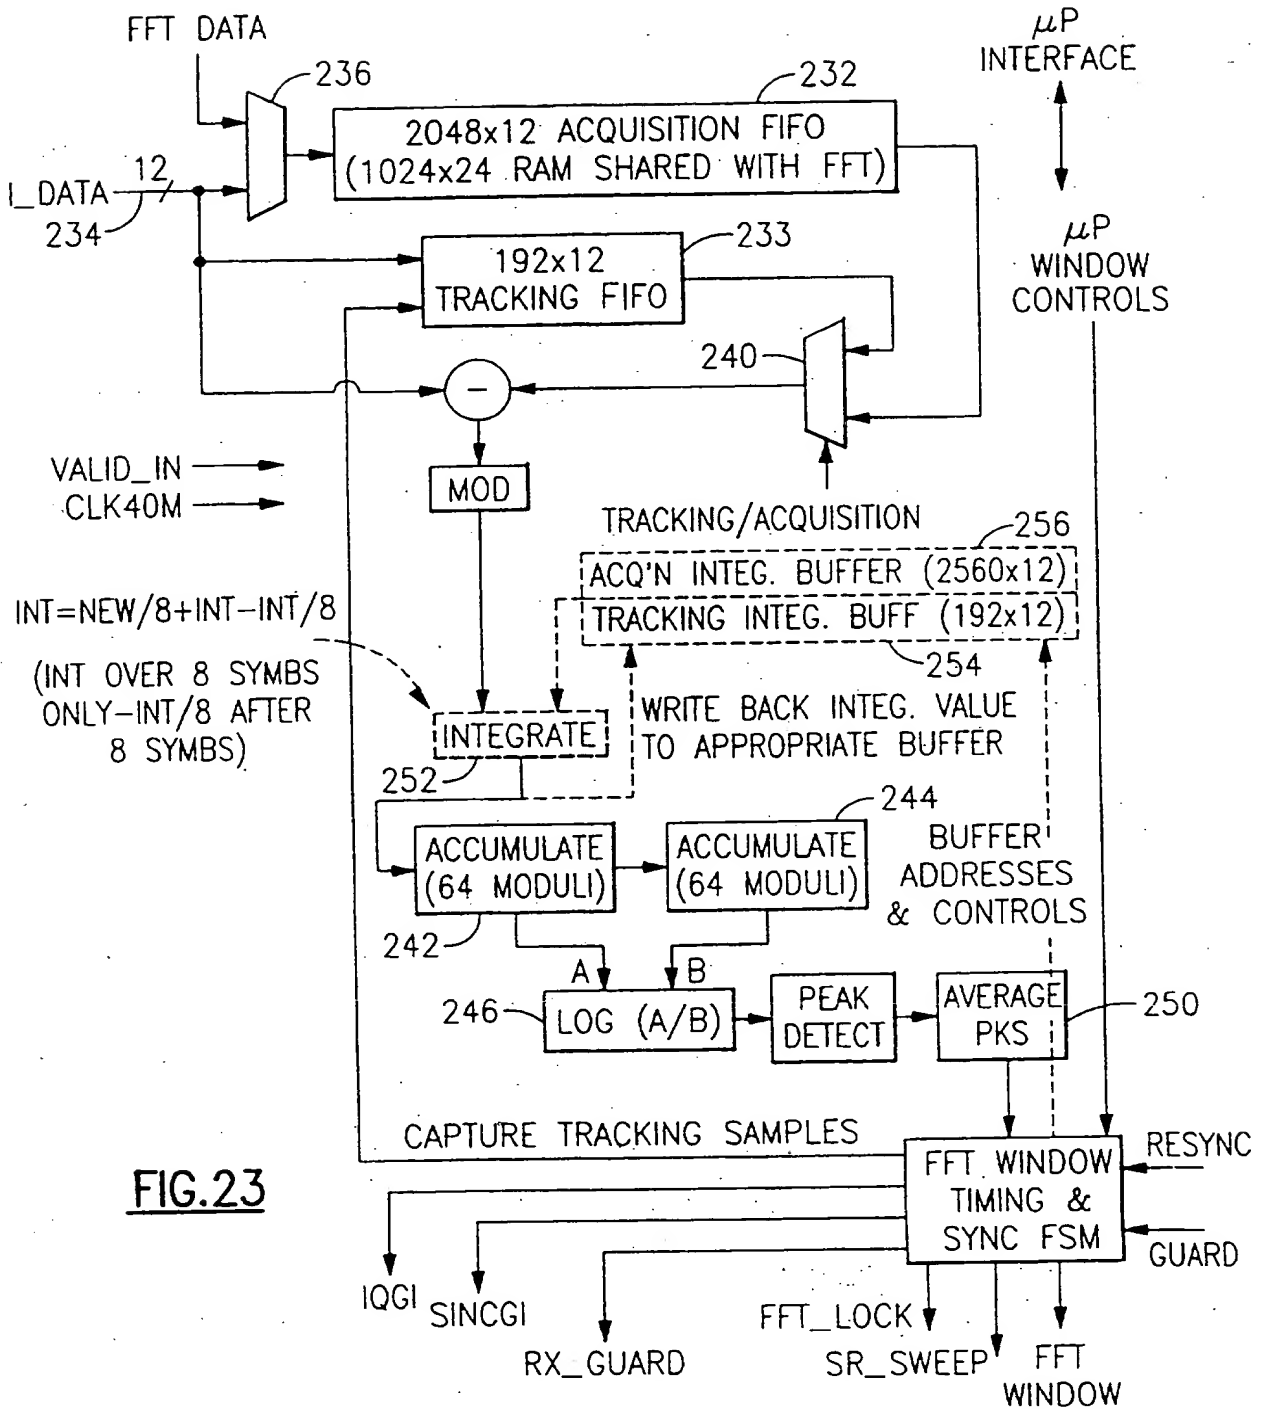 FFT DATA
236
232
μP
INTERFACE
2048x12 ACQUISITION FIFO
(1024x24 RAM SHARED WITH FFT)
12
I_DATA
234
233
192x12
TRACKING FIFO
μP
WINDOW
CONTROLS
240
−
VALID_IN
CLK40M
MOD
TRACKING/ACQUISITION
256
ACQ'N INTEG. BUFFER (2560x12)
TRACKING INTEG. BUFF (192x12)
254
INT=NEW/8+INT−INT/8
(INT OVER 8 SYMBS
ONLY−INT/8 AFTER
8 SYMBS)
WRITE BACK INTEG. VALUE
TO APPROPRIATE BUFFER
INTEGRATE
252
244
ACCUMULATE
(64 MODULI)
ACCUMULATE
(64 MODULI)
BUFFER
ADDRESSES
& CONTROLS
242
A
B
246
LOG (A/B)
PEAK
DETECT
AVERAGE
PKS
250
CAPTURE TRACKING SAMPLES
FFT WINDOW
TIMING &
SYNC FSM
RESYNC
GUARD
FIG.23
IQGI
SINCGI
RX_GUARD
FFT_LOCK
SR_SWEEP
FFT
WINDOW